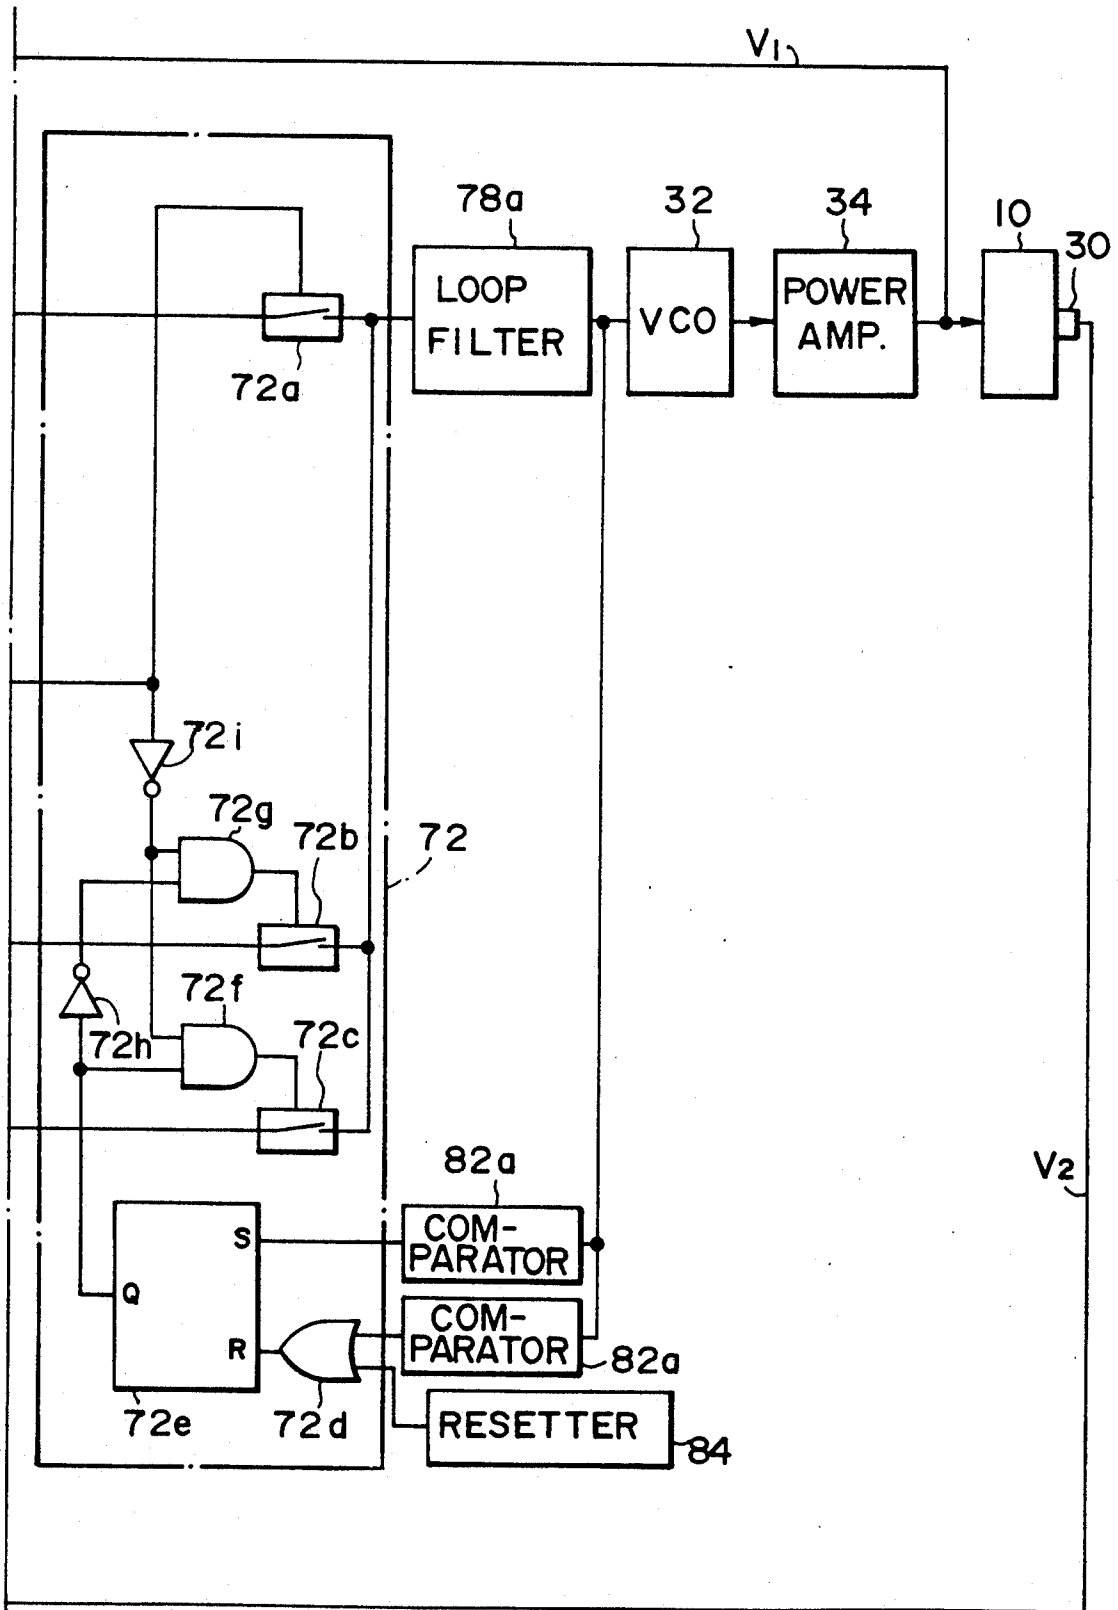 V1
78a
32
34
10
30
LOOP
FILTER
VCO
POWER
AMP.
72a
72i
72g
72b
72
72f
72h
72c
82a
V2
S
COM-
PARATOR
Q
R
COM-
PARATOR
82a
72e
72d
RESETTER
84